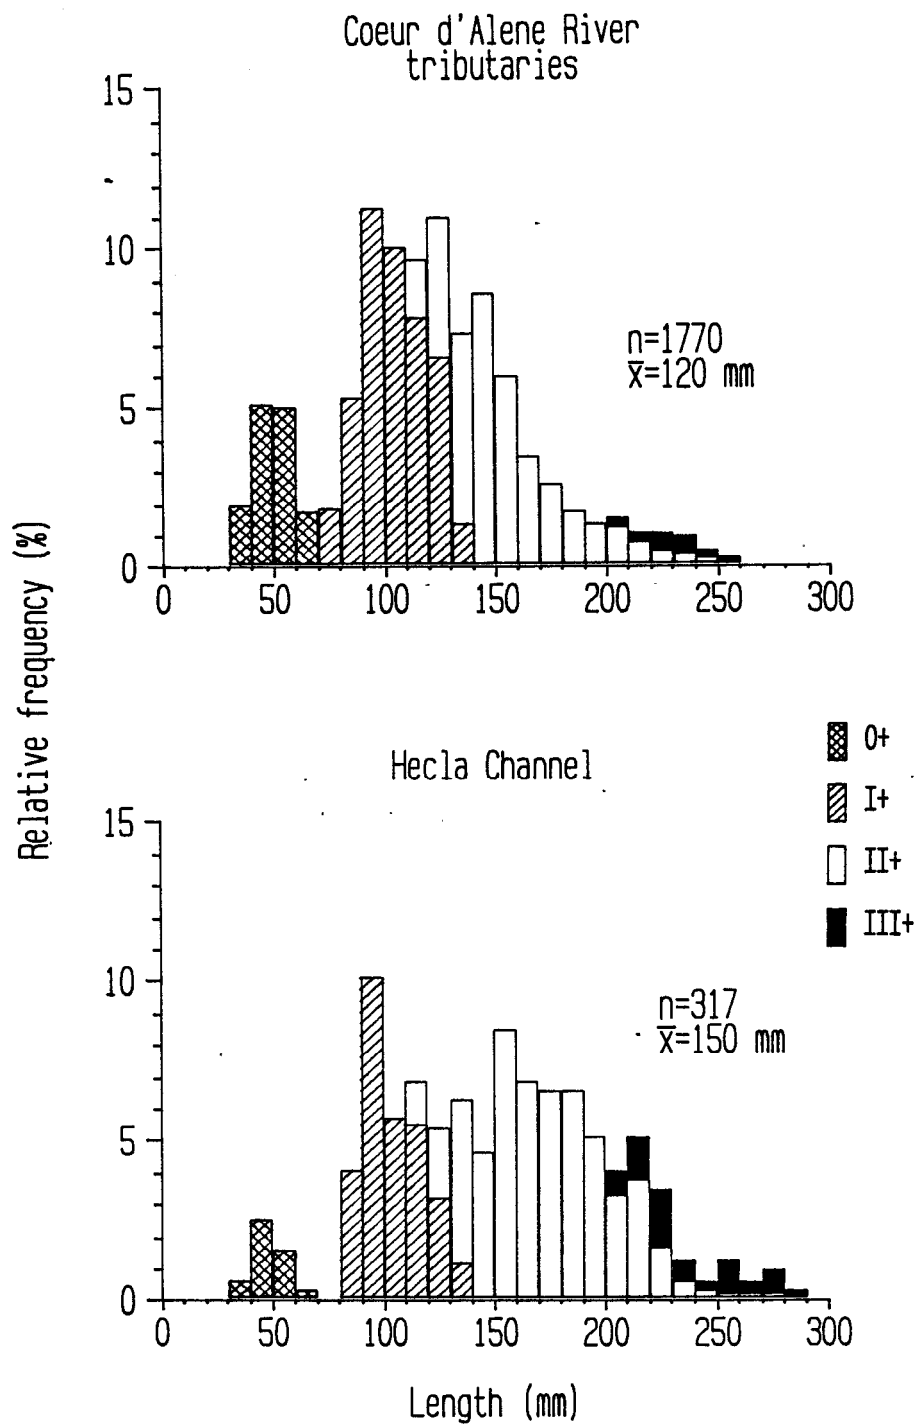 Coeur d'Alene River
tributaries
15
10
5
0
0 50 100 150 200 250 300
n=1770
x̅=120 mm
Relative frequency (%)
Hecla Channel
0+
I+
II+
III+
15
10
5
0
0 50 100 150 200 250 300
n=317
x̅=150 mm
Length (mm)